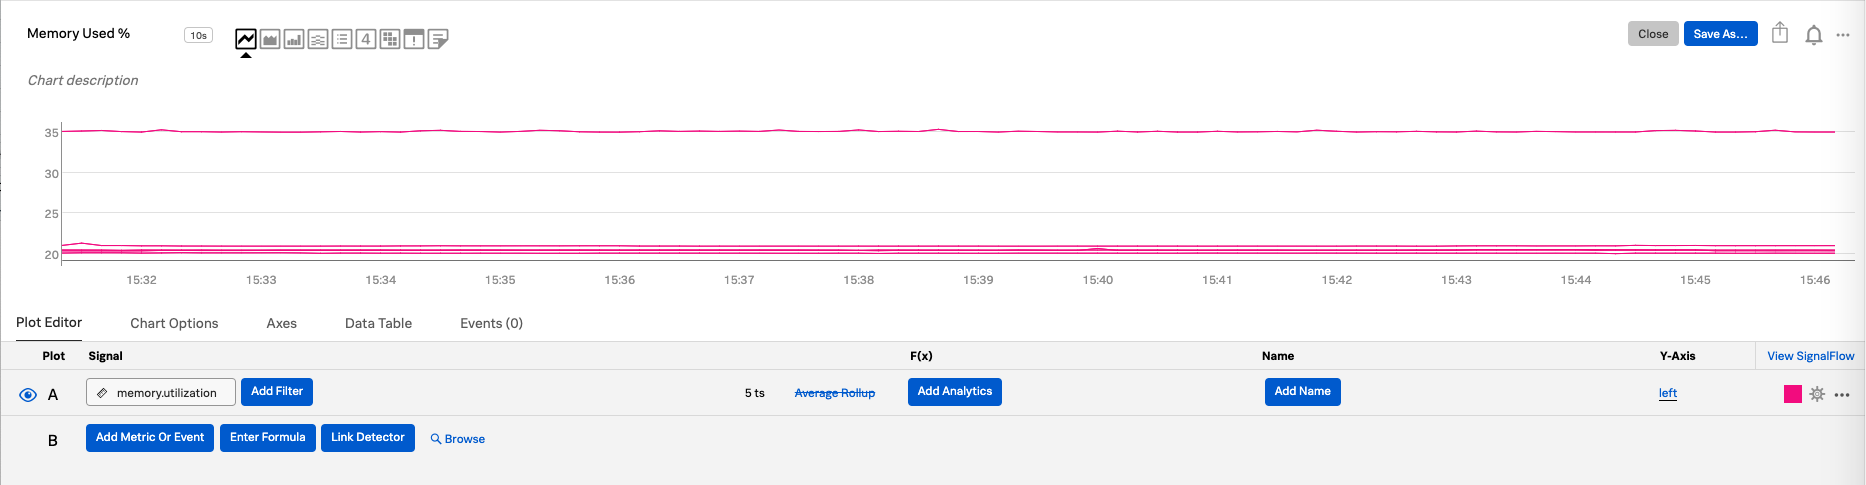 Memory Used %
10s
4
Close
Save As...
Chart description
35
30
25
20
15:32 15:33 15:34 15:35 15:36 15:37 15:38 15:39 15:40 15:41 15:42 15:43 15:44 15:45 15:46
Plot Editor Chart Options Axes Data Table Events (0)
Plot Signal F(x) Name Y-Axis View SignalFlow
A memory.utilization Add Filter 5 ts Average Rollup Add Analytics Add Name left
B Add Metric Or Event Enter Formula Link Detector Browse